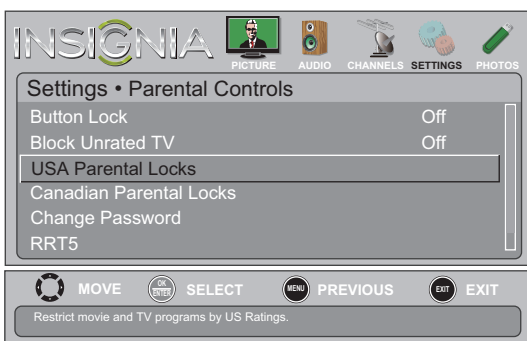 INSIGNIA
PICTURE AUDIO CHANNELS SETTINGS PHOTOS
Settings • Parental Controls
Button Lock Off
Block Unrated TV Off
USA Parental Locks
Canadian Parental Locks
Change Password
RRT5
MOVE OK ENTER SELECT MENU PREVIOUS EXIT EXIT
Restrict movie and TV programs by US Ratings.